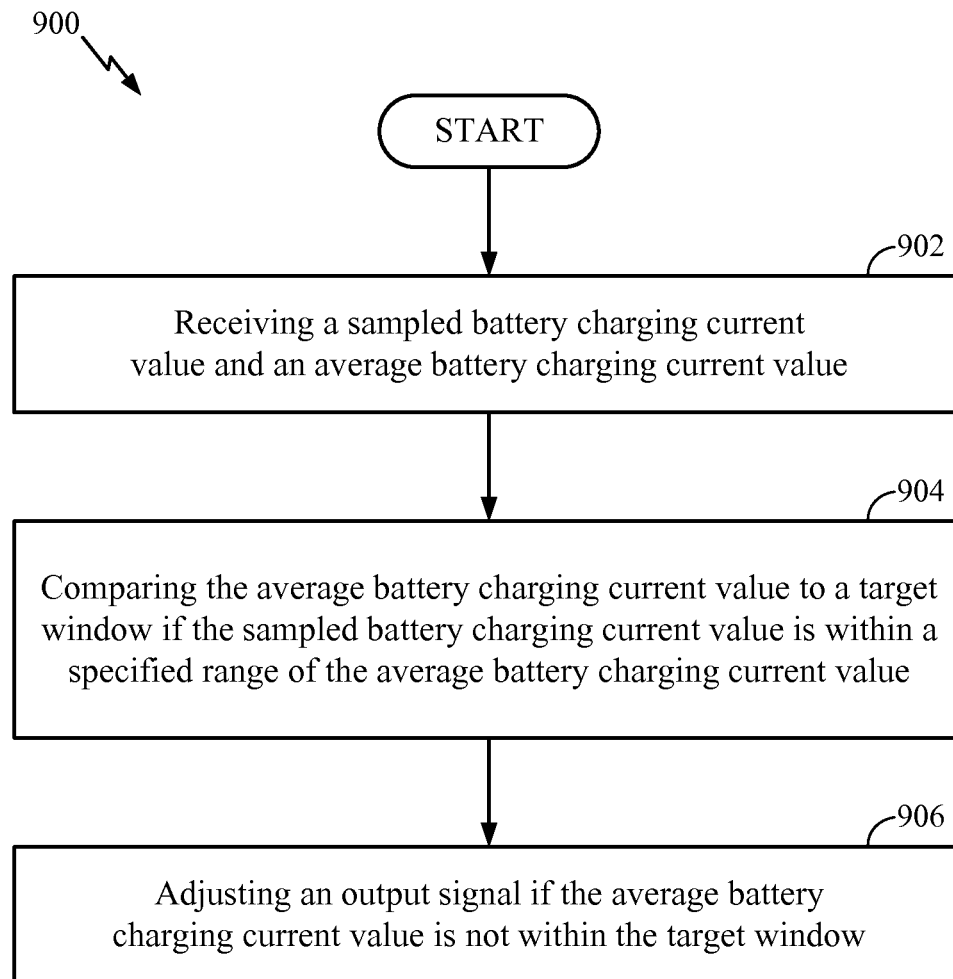 900
START
902
Receiving a sampled battery charging current
value and an average battery charging current value
904
Comparing the average battery charging current value to a target
window if the sampled battery charging current value is within a
specified range of the average battery charging current value
906
Adjusting an output signal if the average battery
charging current value is not within the target window